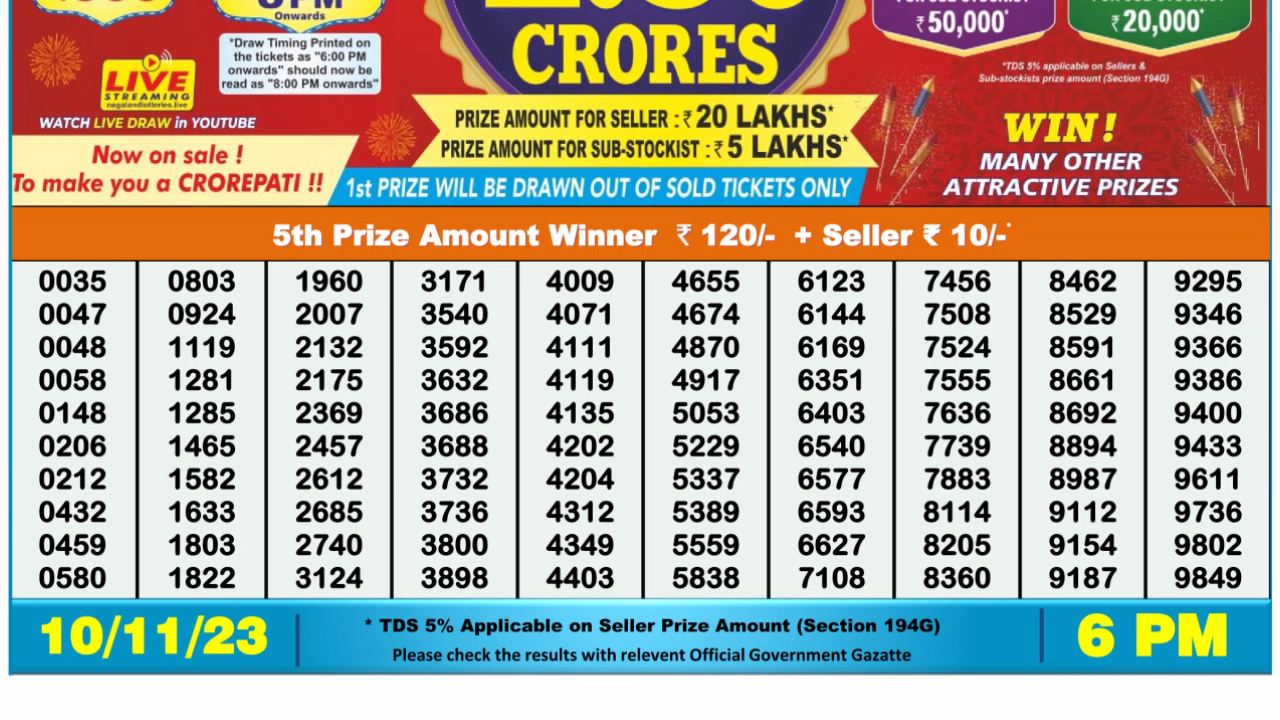 Onwards
*Draw Timing Printed on
the tickets as "6:00 PM
onwards" should now be
read as "8:00 PM onwards"
LIVE
STREAMING
nagalandlotteries.live
WATCH LIVE DRAW in YOUTUBE
Now on sale !
To make you a CROREPATI !!
CRORES
PRIZE AMOUNT FOR SELLER : ₹ 20 LAKHS*
PRIZE AMOUNT FOR SUB-STOCKIST : ₹ 5 LAKHS*
1st PRIZE WILL BE DRAWN OUT OF SOLD TICKETS ONLY
₹ 50,000*
₹ 20,000*
*TDS 5% applicable on Sellers &
Sub-stockists prize amount (Section 194G)
WIN !
MANY OTHER
ATTRACTIVE PRIZES
5th Prize Amount Winner ₹ 120/- + Seller ₹ 10/-*
0035 0803 1960 3171 4009 4655 6123 7456 8462 9295
0047 0924 2007 3540 4071 4674 6144 7508 8529 9346
0048 1119 2132 3592 4111 4870 6169 7524 8591 9366
0058 1281 2175 3632 4119 4917 6351 7555 8661 9386
0148 1285 2369 3686 4135 5053 6403 7636 8692 9400
0206 1465 2457 3688 4202 5229 6540 7739 8894 9433
0212 1582 2612 3732 4204 5337 6577 7883 8987 9611
0432 1633 2685 3736 4312 5389 6593 8114 9112 9736
0459 1803 2740 3800 4349 5559 6627 8205 9154 9802
0580 1822 3124 3898 4403 5838 7108 8360 9187 9849
10/11/23
* TDS 5% Applicable on Seller Prize Amount (Section 194G)
Please check the results with relevent Official Government Gazatte
6 PM